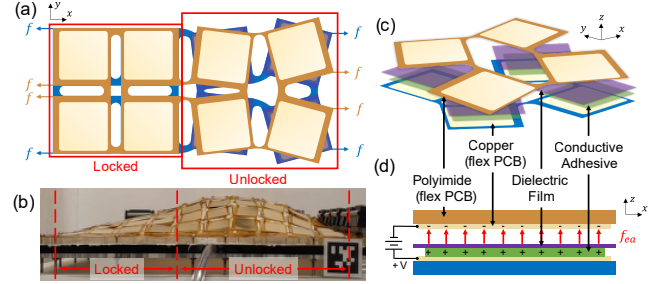 (a)
y
x
f
f
f
f
f
f
f
f
Locked
Unlocked
(b)
Locked
Unlocked
(c)
z
y
x
Copper
(flex PCB)
Conductive
Adhesive
Polyimide
(flex PCB)
Dielectric
Film
(d)
z
x
- - - - - - - - - -
f_ea
+ + + + + + + + + +
+ V